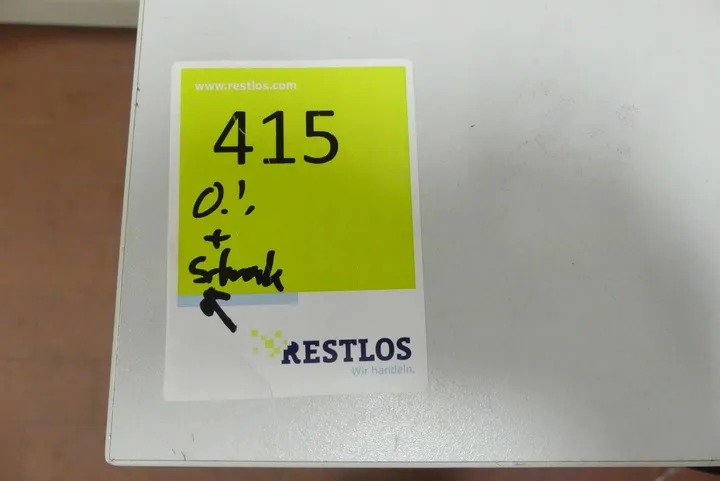 www.restlos.com
415
+
Schrank
RESTLOS
Wir handeln.